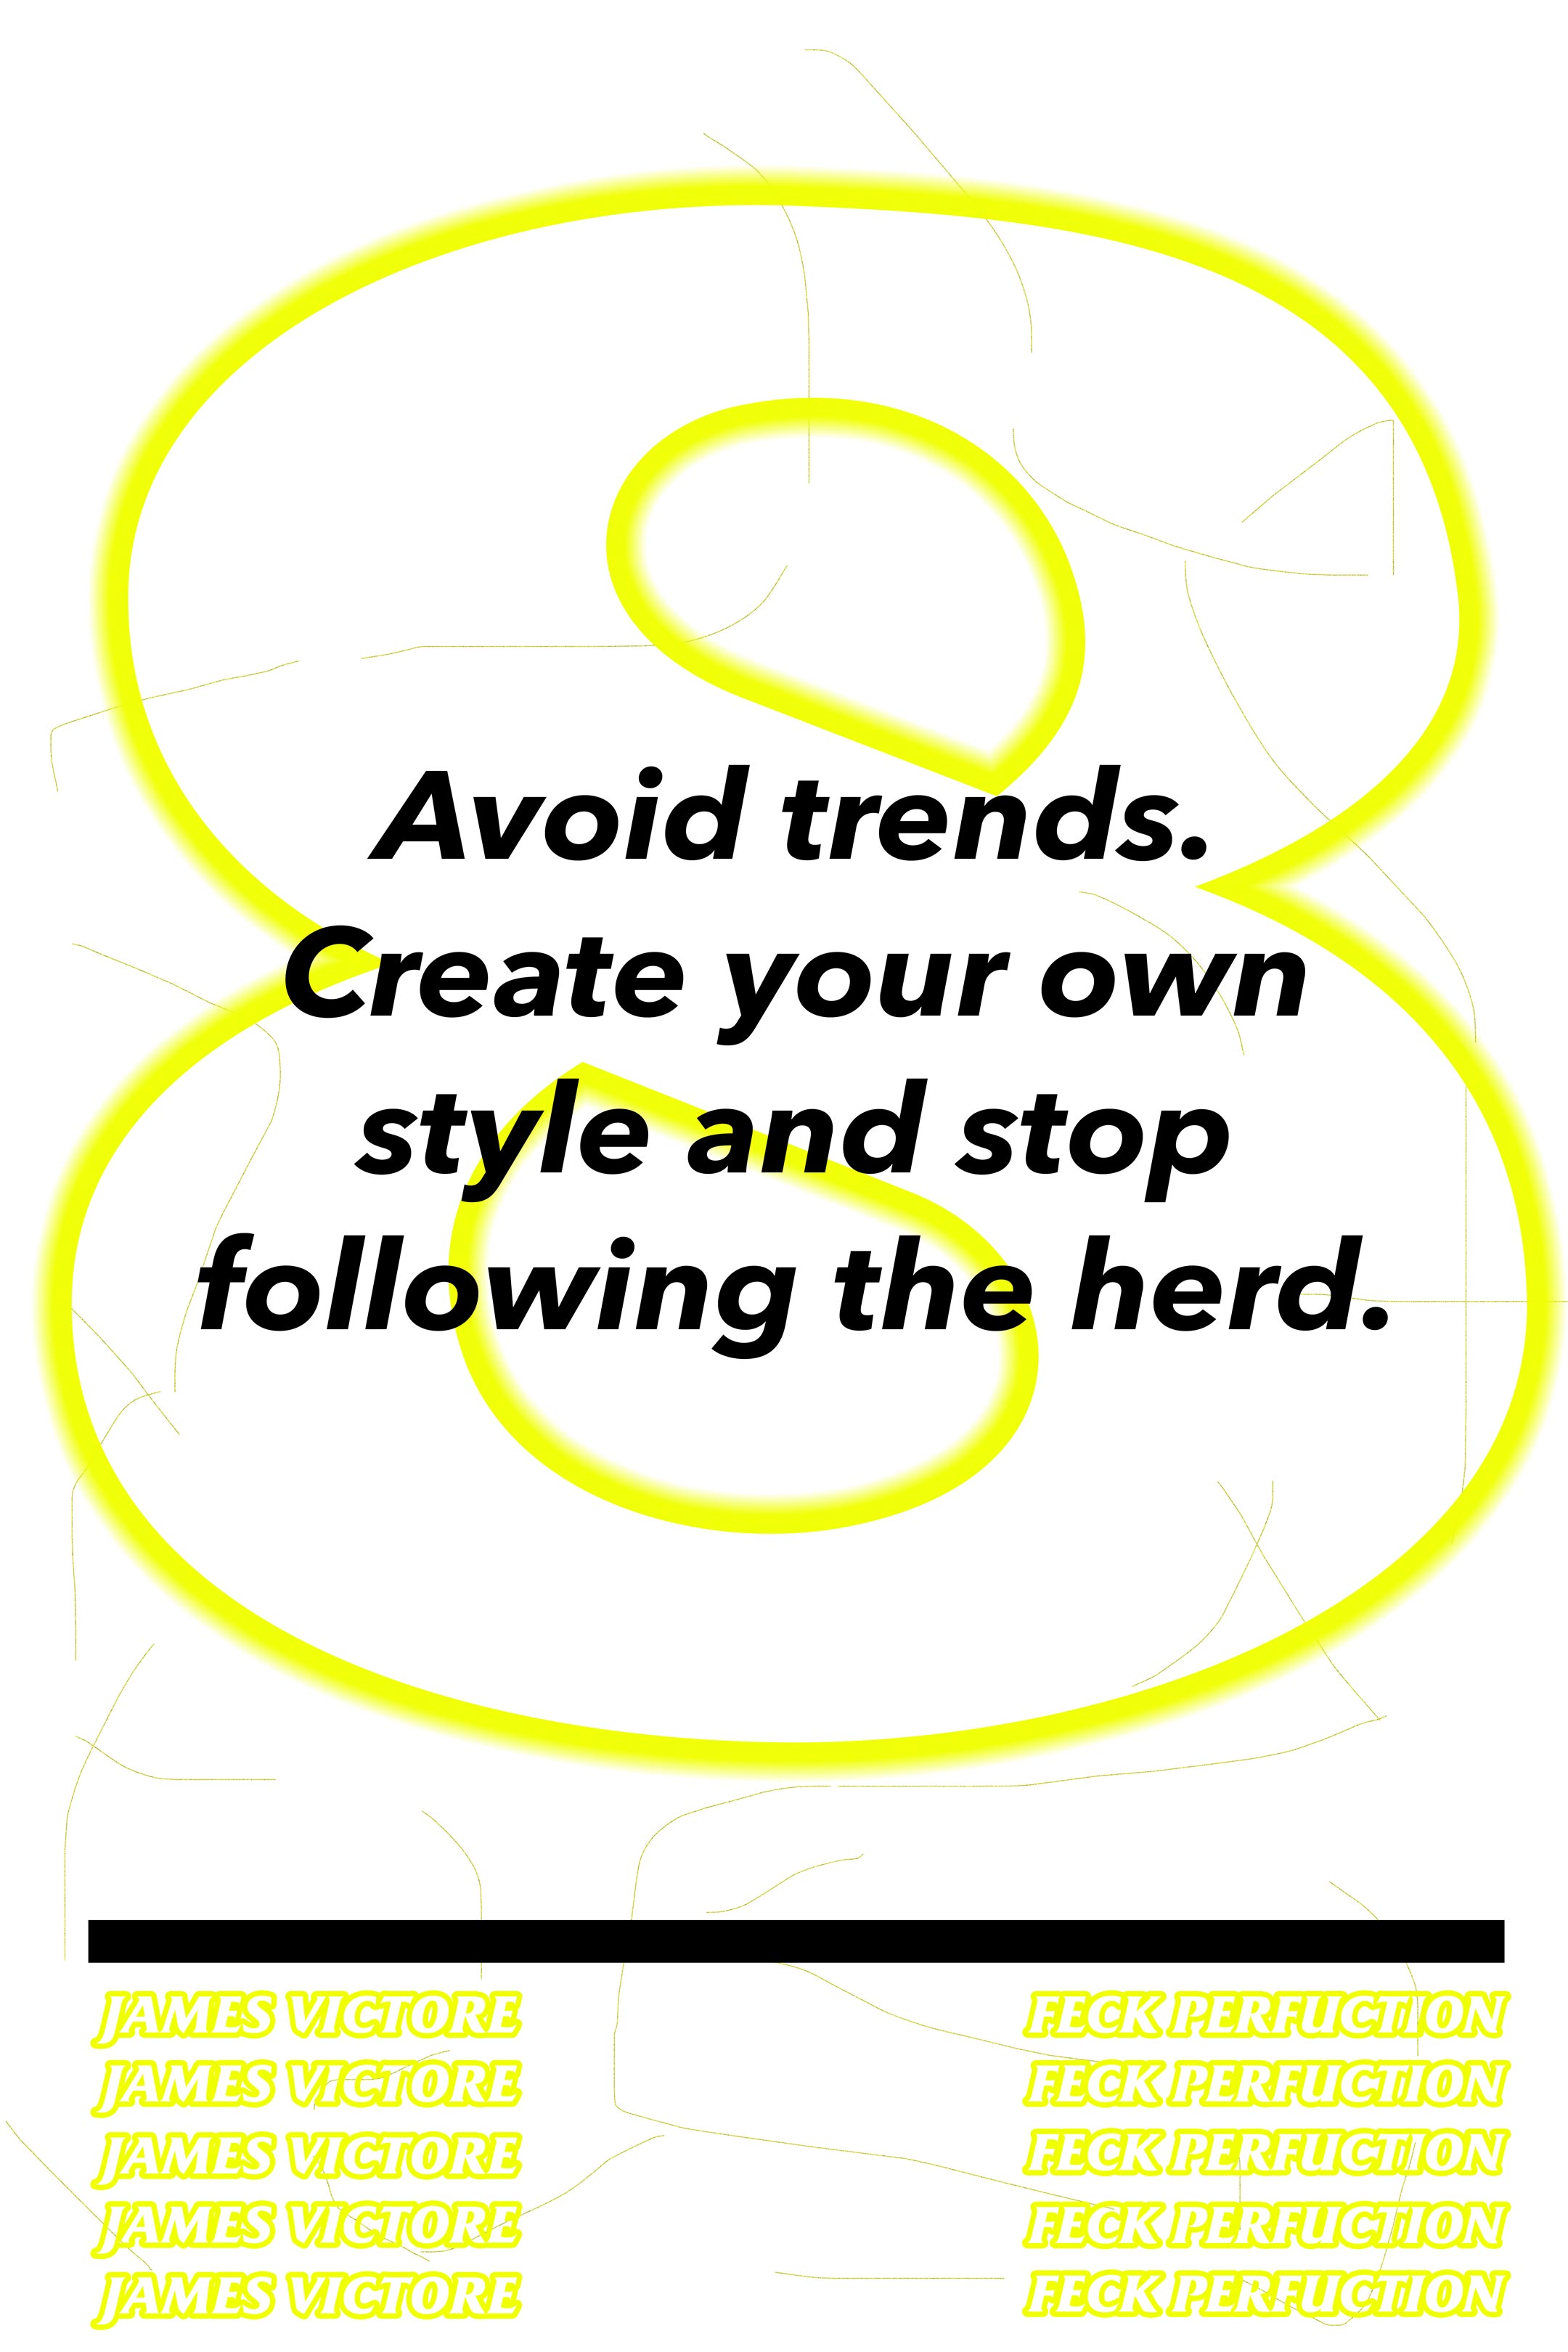 8
Avoid trends.
Create your own
style and stop
following the herd.
JAMES VICTORE FECK PERFUCTION
JAMES VICTORE FECK PERFUCTION
JAMES VICTORE FECK PERFUCTION
JAMES VICTORE FECK PERFUCTION
JAMES VICTORE FECK PERFUCTION